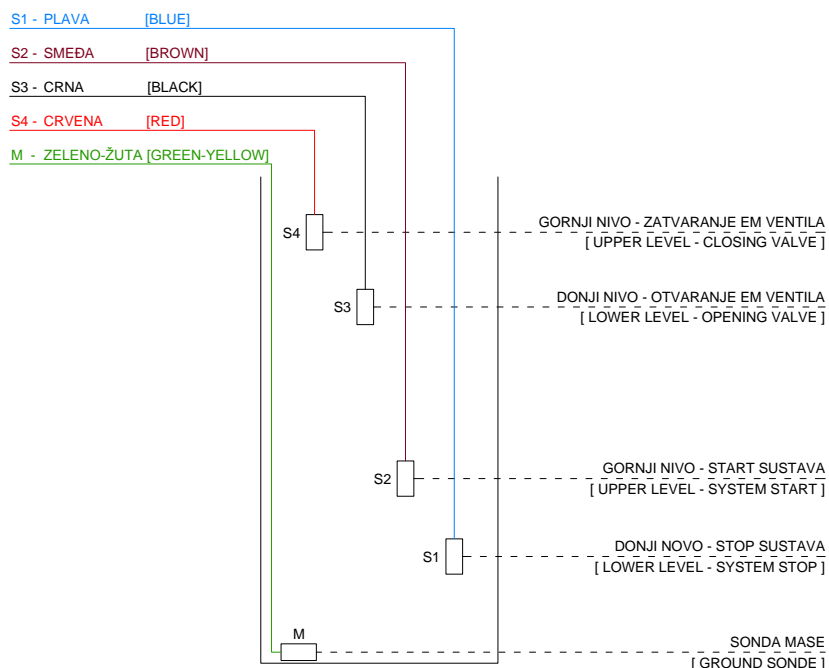 S1 - PLAVA [BLUE]
S2 - SMEĐA [BROWN]
S3 - CRNA [BLACK]
S4 - CRVENA [RED]
M - ZELENO-ŽUTA [GREEN-YELLOW]
S4
GORNJI NIVO - ZATVARANJE EM VENTILA
[ UPPER LEVEL - CLOSING VALVE ]
S3
DONJI NIVO - OTVARANJE EM VENTILA
[ LOWER LEVEL - OPENING VALVE ]
S2
GORNJI NIVO - START SUSTAVA
[ UPPER LEVEL - SYSTEM START ]
S1
DONJI NOVO - STOP SUSTAVA
[ LOWER LEVEL - SYSTEM STOP ]
M
SONDA MASE
[ GROUND SONDE ]